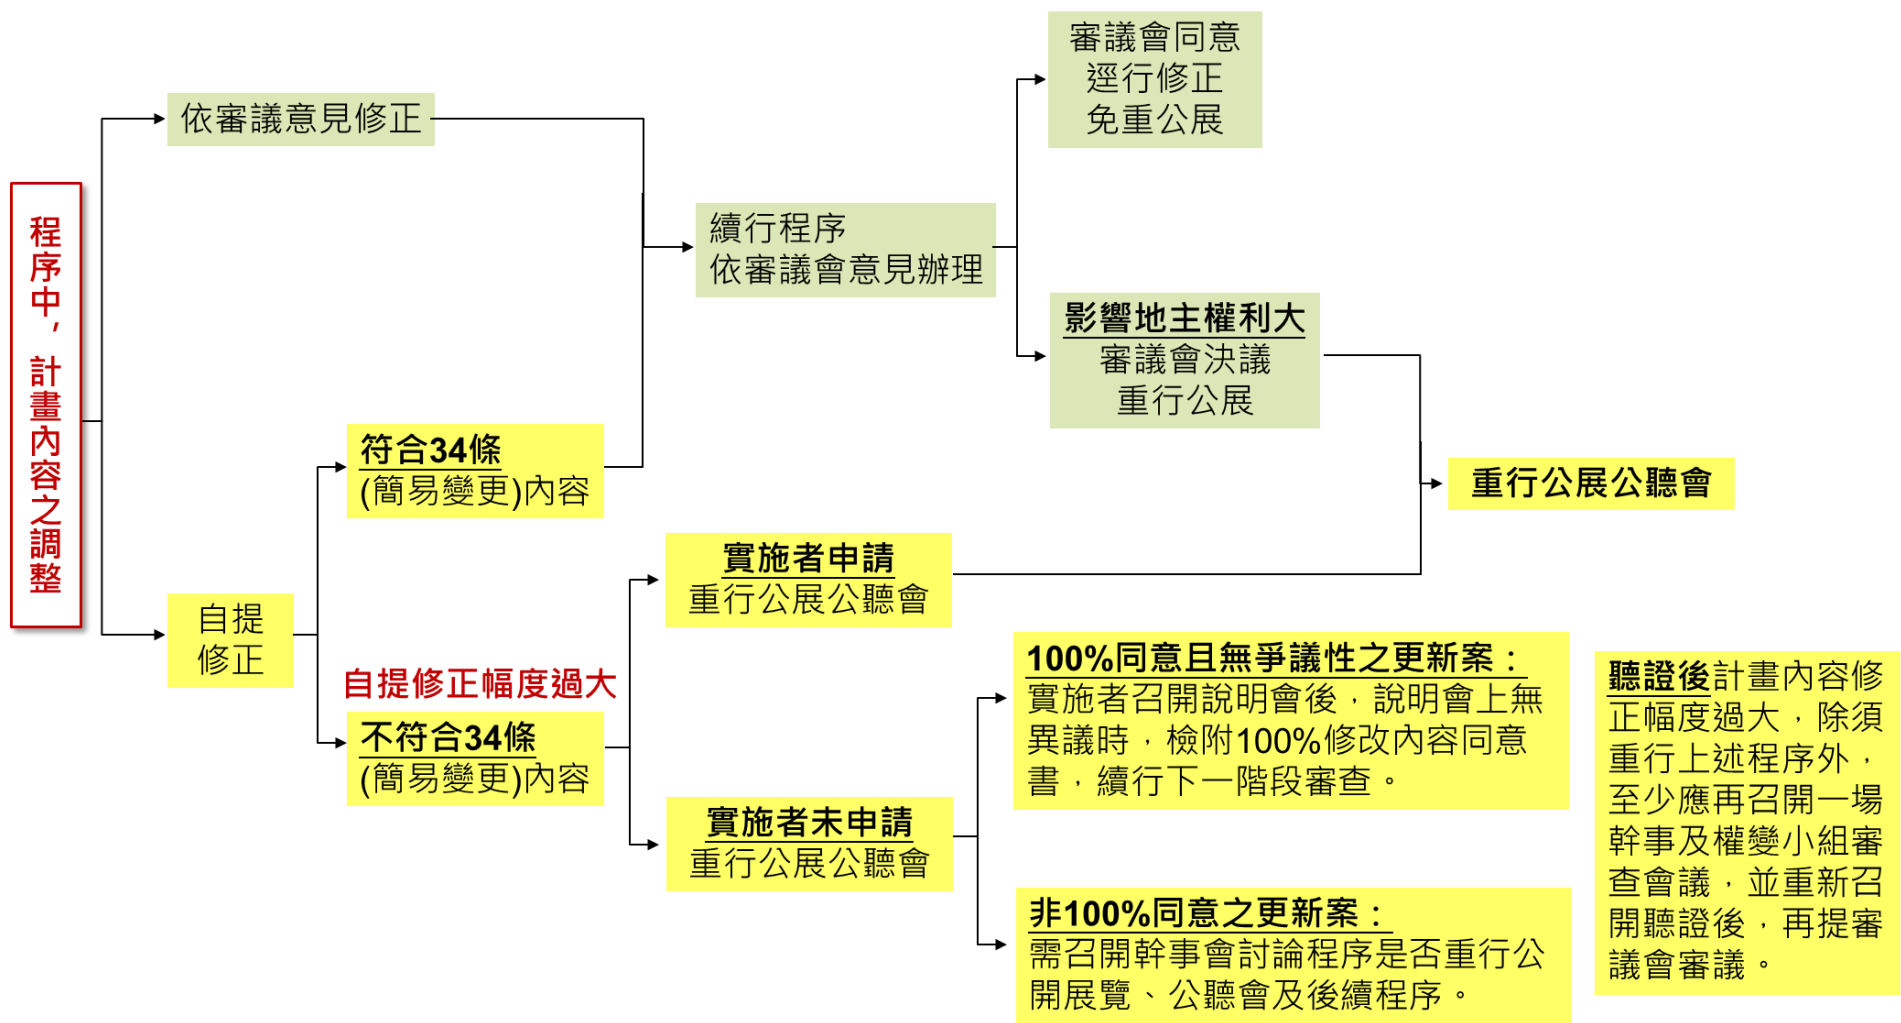 程序中，計畫內容之調整
依審議意見修正
自提
修正
符合34條
(簡易變更)內容
自提修正幅度過大
不符合34條
(簡易變更)內容
續行程序
依審議會意見辦理
審議會同意
逕行修正
免重公展
影響地主權利大
審議會決議
重行公展
重行公展公聽會
實施者申請
重行公展公聽會
實施者未申請
重行公展公聽會
100%同意且無爭議性之更新案：
實施者召開說明會後，說明會上無
異議時，檢附100%修改內容同意
書，續行下一階段審查。
非100%同意之更新案：
需召開幹事會討論程序是否重行公
開展覽、公聽會及後續程序。
聽證後計畫內容修
正幅度過大，除須
重行上述程序外，
至少應再召開一場
幹事及權變小組審
查會議，並重新召
開聽證後，再提審
議會審議。